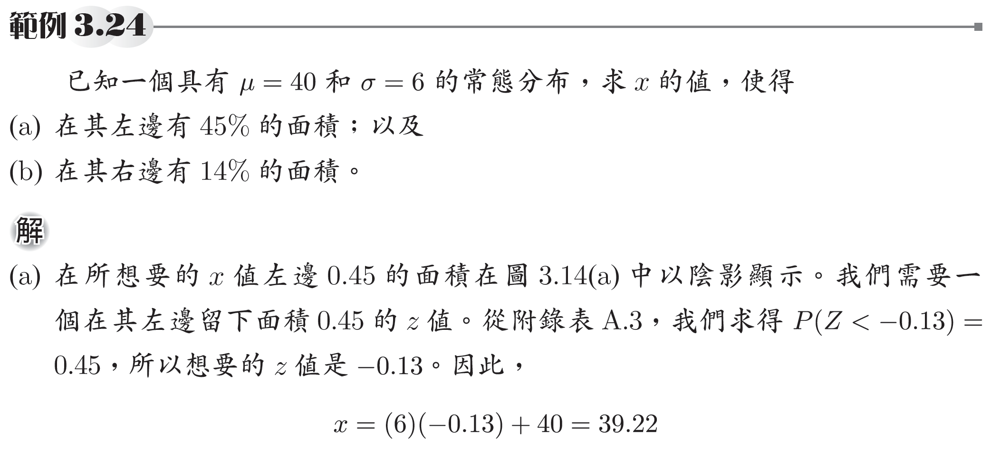 範例 3.24
已知一個具有 μ = 40 和 σ = 6 的常態分布，求 x 的值，使得
(a) 在其左邊有 45% 的面積；以及
(b) 在其右邊有 14% 的面積。
解
(a) 在所想要的 x 值左邊 0.45 的面積在圖 3.14(a) 中以陰影顯示。我們需要一
個在其左邊留下面積 0.45 的 z 值。從附錄表 A.3，我們求得 P(Z < −0.13) =
0.45，所以想要的 z 值是 −0.13。因此，
x = (6)(−0.13) + 40 = 39.22